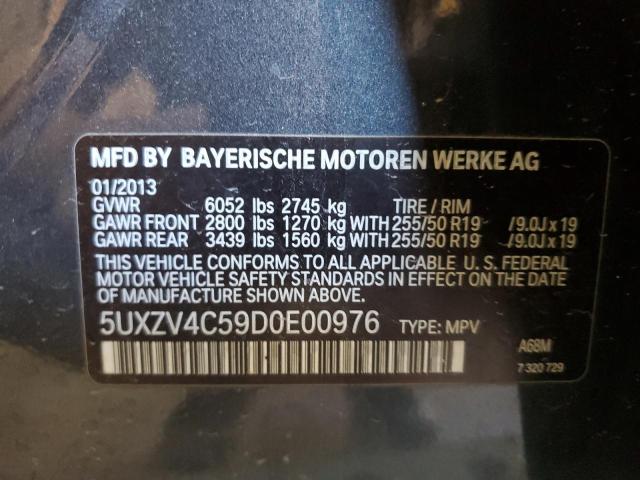 MFD BY BAYERISCHE MOTOREN WERKE AG
01/2013
GVWR 6052 lbs 2745 kg TIRE / RIM
GAWR FRONT 2800 lbs 1270 kg WITH 255/50 R19 /9.0J x 19
GAWR REAR 3439 lbs 1560 kg WITH 255/50 R19 /9.0J x 19
THIS VEHICLE CONFORMS TO ALL APPLICABLE U. S. FEDERAL
MOTOR VEHICLE SAFETY STANDARDS IN EFFECT ON THE DATE OF
MANUFACTURE SHOWN ABOVE.
5UXZV4C59D0E00976 TYPE: MPV
A68M
7 320 729